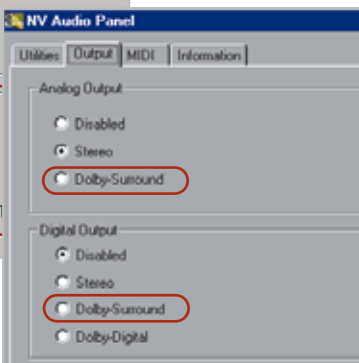 NV Audio Panel
Utilities Output MIDI Information
Analog Output
Disabled
Stereo
Dolby-Surround
Digital Output
Disabled
Stereo
Dolby-Surround
Dolby-Digital